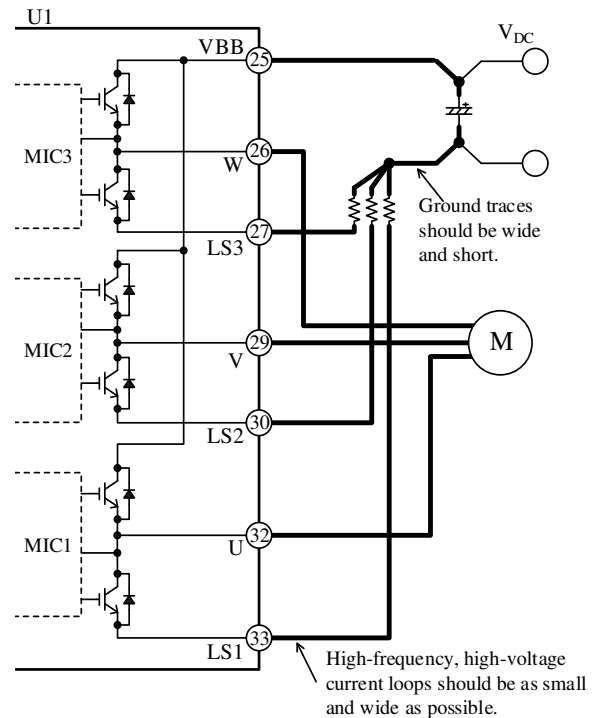 U1
VBB
25
V_DC
+
MIC3
26
W
Ground traces
should be wide
and short.
27
LS3
MIC2
29
V
M
30
LS2
MIC1
32
U
33
LS1
High-frequency, high-voltage
current loops should be as small
and wide as possible.